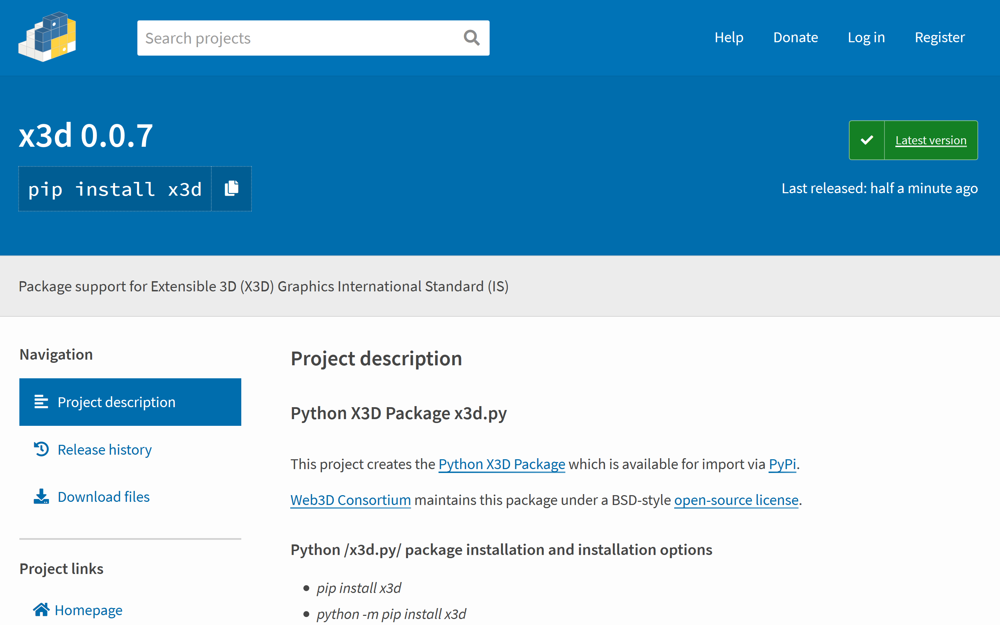 Search projects
Help Donate Log in Register
x3d 0.0.7
pip install x3d
Latest version
Last released: half a minute ago
Package support for Extensible 3D (X3D) Graphics International Standard (IS)
Navigation
Project description
Release history
Download files
Project links
Homepage
Project description
Python X3D Package x3d.py
This project creates the Python X3D Package which is available for import via PyPi.
Web3D Consortium maintains this package under a BSD-style open-source license.
Python /x3d.py/ package installation and installation options
pip install x3d
python -m pip install x3d